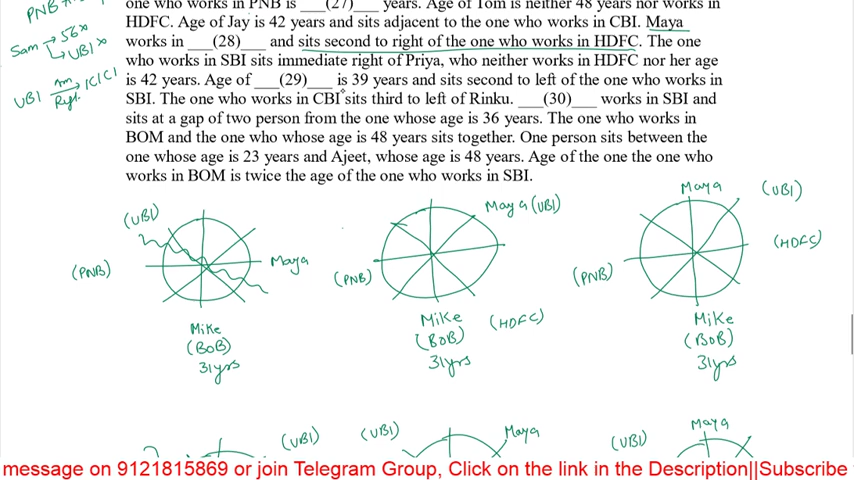 PNB
one who works in PNB is ___(27)___ years. Age of Tom is neither 48 years nor works in
HDFC. Age of Jay is 42 years and sits adjacent to the one who works in CBI. Maya
Sam → 56 x
works in ___(28)___ and sits second to right of the one who works in HDFC. The one
↳ UBI x
who works in SBI sits immediate right of Priya, who neither works in HDFC nor her age
UBI → ICICI
is 42 years. Age of ___(29)___ is 39 years and sits second to left of the one who works in
SBI. The one who works in CBI sits third to left of Rinku. ___(30)___ works in SBI and
sits at a gap of two person from the one whose age is 36 years. The one who works in
BOM and the one whose age is 48 years sits together. One person sits between the
one whose age is 23 years and Ajeet, whose age is 48 years. Age of the one the one who
works in BOM is twice the age of the one who works in SBI.
(UBI) Maya (UBI) Maya (UBI)
(PNB) Maya (PNB) (PNB) (HDFC)
Mike Mike (HDFC) Mike
(BoB) (BoB) (BoB)
31yrs 31yrs 31yrs
(UBI) (UBI) Maya (UBI) Maya
message on 9121815869 or join Telegram Group, Click on the link in the Description||Subscribe